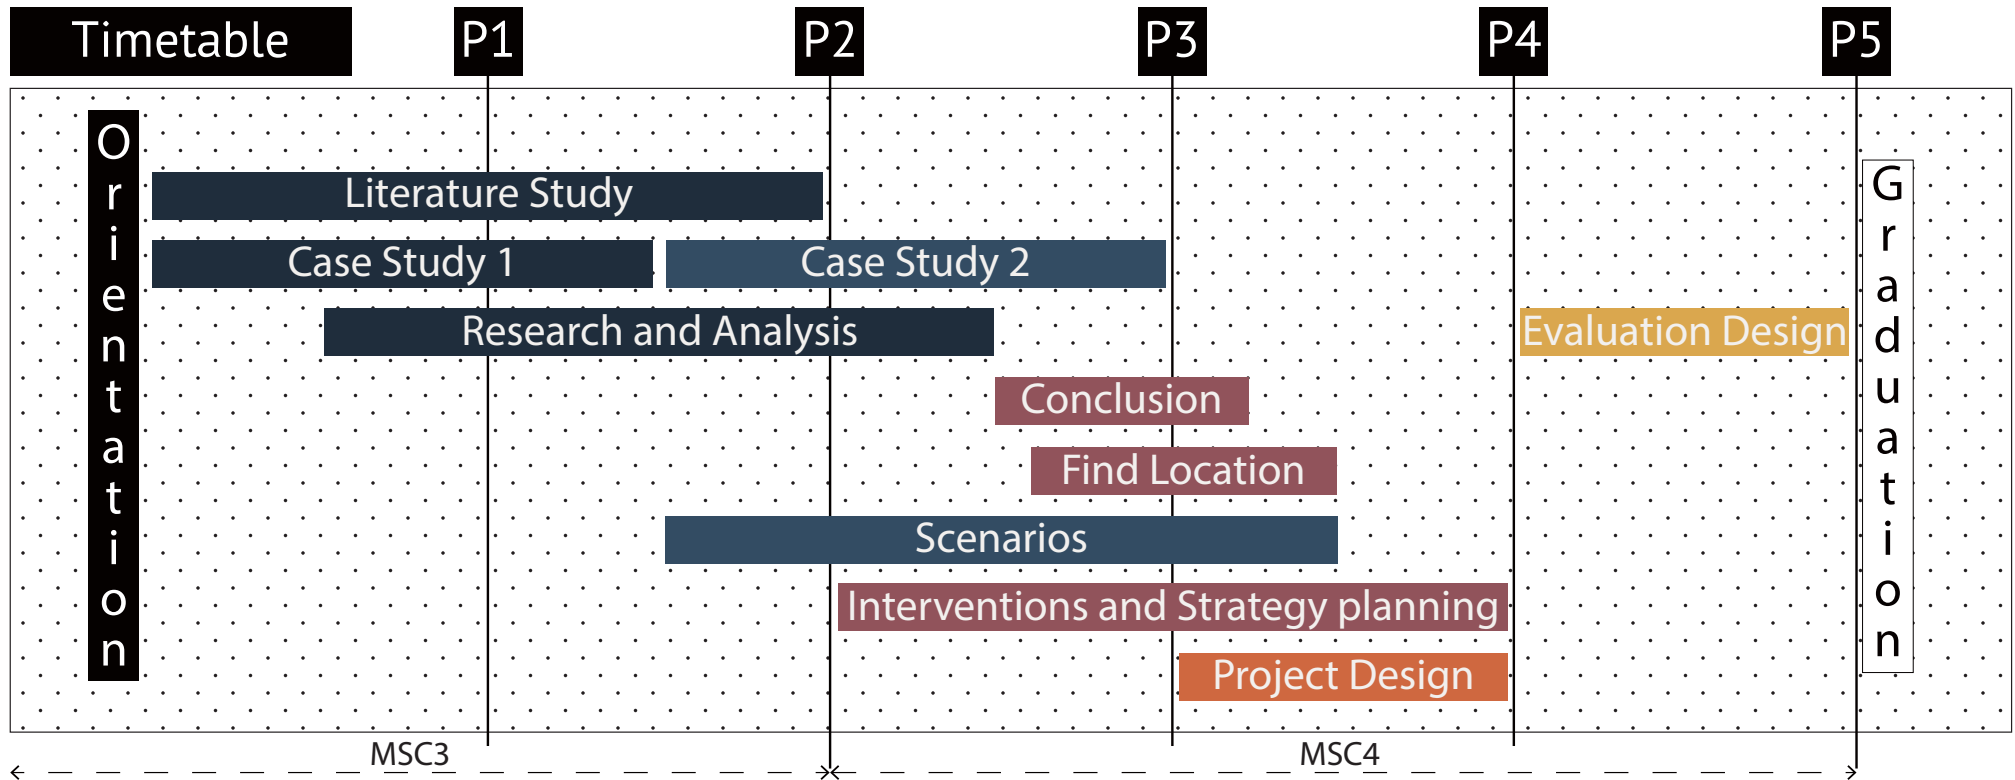 Timetable
P1
P2
P3
P4
P5
Orientation
Literature Study
Case Study 1
Case Study 2
Research and Analysis
Evaluation Design
Conclusion
Find Location
Scenarios
Interventions and Strategy planning
Project Design
Graduation
MSC3
MSC4